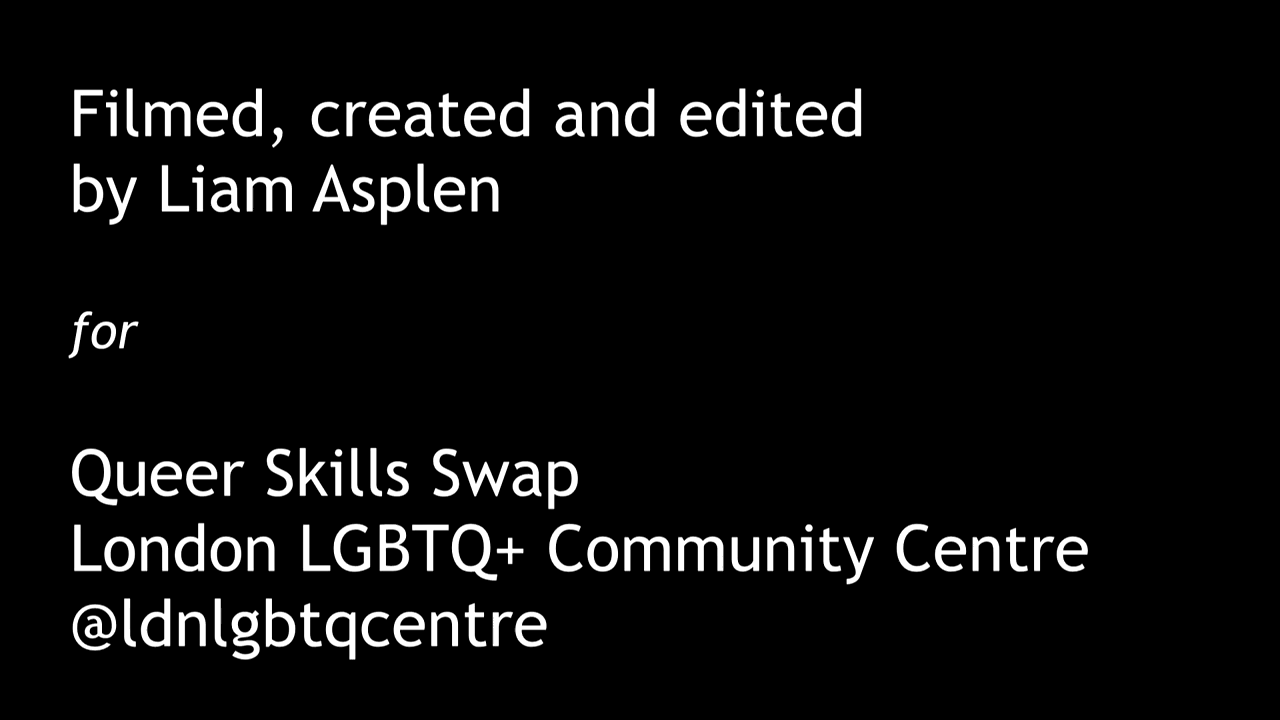 Filmed, created and edited
by Liam Asplen
for
Queer Skills Swap
London LGBTQ+ Community Centre
@ldnlgbtqcentre